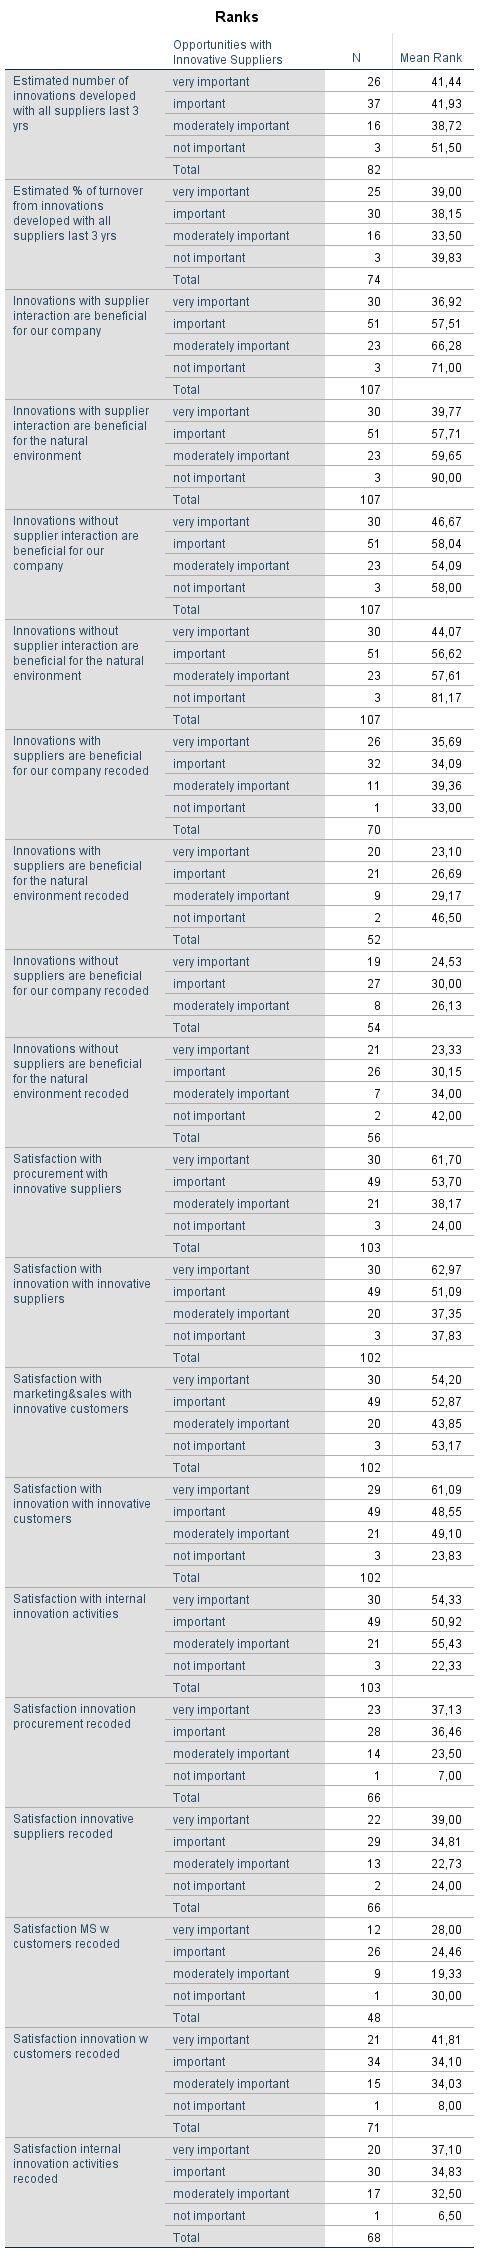 Ranks
Opportunities with
Innovative Suppliers N Mean Rank
Estimated number of
innovations developed
with all suppliers last 3
yrs
very important 26 41,44
important 37 41,93
moderately important 16 38,72
not important 3 51,50
Total 82
Estimated % of turnover
from innovations
developed with all
suppliers last 3 yrs
very important 25 39,00
important 30 38,15
moderately important 16 33,50
not important 3 39,83
Total 74
Innovations with supplier
interaction are beneficial
for our company
very important 30 36,92
important 51 57,51
moderately important 23 66,28
not important 3 71,00
Total 107
Innovations with supplier
interaction are beneficial
for the natural
environment
very important 30 39,77
important 51 57,71
moderately important 23 59,65
not important 3 90,00
Total 107
Innovations without
supplier interaction are
beneficial for our
company
very important 30 46,67
important 51 58,04
moderately important 23 54,09
not important 3 58,00
Total 107
Innovations without
supplier interaction are
beneficial for the natural
environment
very important 30 44,07
important 51 56,62
moderately important 23 57,61
not important 3 81,17
Total 107
Innovations with
suppliers are beneficial
for our company recoded
very important 26 35,69
important 32 34,09
moderately important 11 39,36
not important 1 33,00
Total 70
Innovations with
suppliers are beneficial
for the natural
environment recoded
very important 20 23,10
important 21 26,69
moderately important 9 29,17
not important 2 46,50
Total 52
Innovations without
suppliers are beneficial
for our company recoded
very important 19 24,53
important 27 30,00
moderately important 8 26,13
Total 54
Innovations without
suppliers are beneficial
for the natural
environment recoded
very important 21 23,33
important 26 30,15
moderately important 7 34,00
not important 2 42,00
Total 56
Satisfaction with
procurement with
innovative suppliers
very important 30 61,70
important 49 53,70
moderately important 21 38,17
not important 3 24,00
Total 103
Satisfaction with
innovation with innovative
suppliers
very important 30 62,97
important 49 51,09
moderately important 20 37,35
not important 3 37,83
Total 102
Satisfaction with
marketing&sales with
innovative customers
very important 30 54,20
important 49 52,87
moderately important 20 43,85
not important 3 53,17
Total 102
Satisfaction with
innovation with innovative
customers
very important 29 61,09
important 49 48,55
moderately important 21 49,10
not important 3 23,83
Total 102
Satisfaction with internal
innovation activities
very important 30 54,33
important 49 50,92
moderately important 21 55,43
not important 3 22,33
Total 103
Satisfaction innovation
procurement recoded
very important 23 37,13
important 28 36,46
moderately important 14 23,50
not important 1 7,00
Total 66
Satisfaction innovative
suppliers recoded
very important 22 39,00
important 29 34,81
moderately important 13 22,73
not important 2 24,00
Total 66
Satisfaction MS w
customers recoded
very important 12 28,00
important 26 24,46
moderately important 9 19,33
not important 1 30,00
Total 48
Satisfaction innovation w
customers recoded
very important 21 41,81
important 34 34,10
moderately important 15 34,03
not important 1 8,00
Total 71
Satisfaction internal
innovation activities
recoded
very important 20 37,10
important 30 34,83
moderately important 17 32,50
not important 1 6,50
Total 68